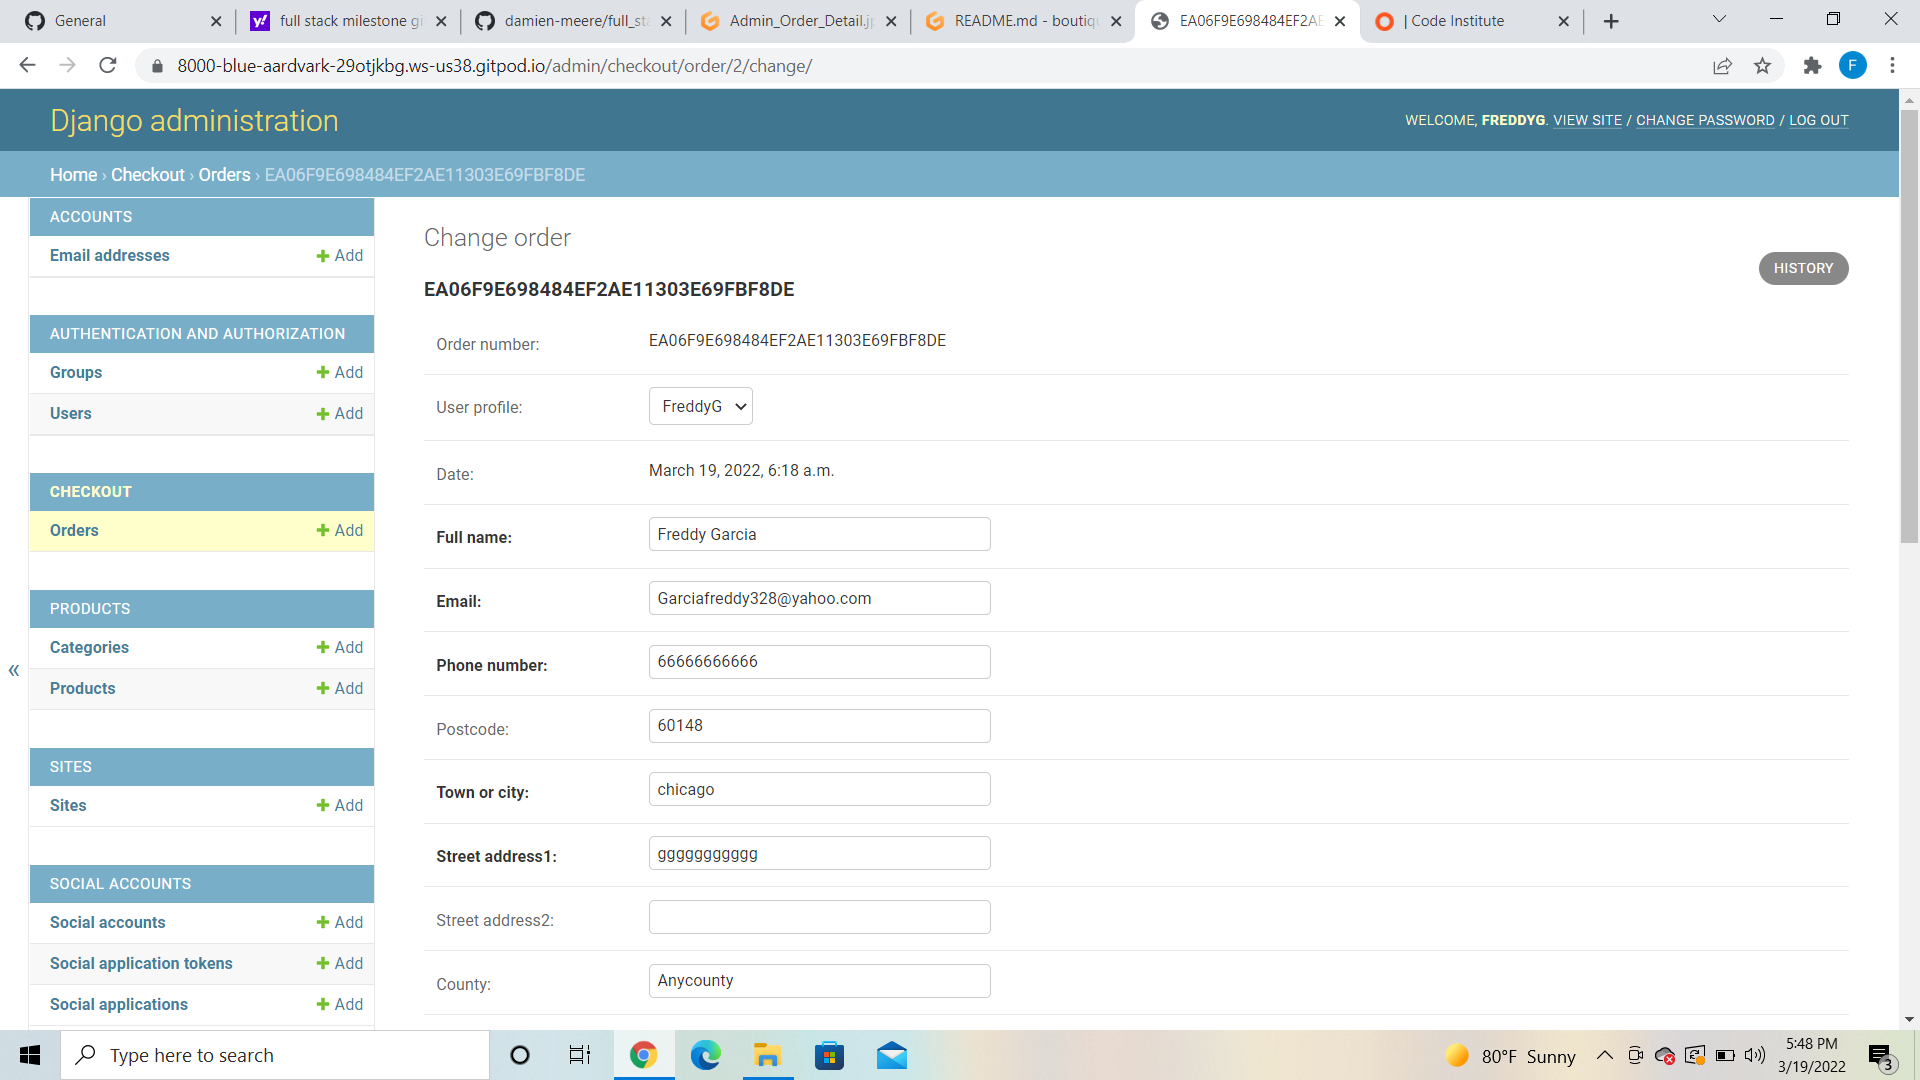 General
full stack milestone gi
damien-meere/full_sta
Admin_Order_Detail.j
README.md - boutiq
EA06F9E698484EF2AE
| Code Institute
8000-blue-aardvark-29otjkbg.ws-us38.gitpod.io/admin/checkout/order/2/change/
F
Django administration
WELCOME, FREDDYG. VIEW SITE / CHANGE PASSWORD / LOG OUT
Home › Checkout › Orders › EA06F9E698484EF2AE11303E69FBF8DE
ACCOUNTS
Email addresses Add
AUTHENTICATION AND AUTHORIZATION
Groups Add
Users Add
CHECKOUT
Orders Add
PRODUCTS
Categories Add
Products Add
SITES
Sites Add
SOCIAL ACCOUNTS
Social accounts Add
Social application tokens Add
Social applications Add
«
Change order
HISTORY
EA06F9E698484EF2AE11303E69FBF8DE
Order number: EA06F9E698484EF2AE11303E69FBF8DE
User profile: FreddyG
Date: March 19, 2022, 6:18 a.m.
Full name: Freddy Garcia
Email: Garciafreddy328@yahoo.com
Phone number: 66666666666
Postcode: 60148
Town or city: chicago
Street address1: ggggggggggg
Street address2:
County: Anycounty
Type here to search
80°F Sunny
5:48 PM
3/19/2022
3